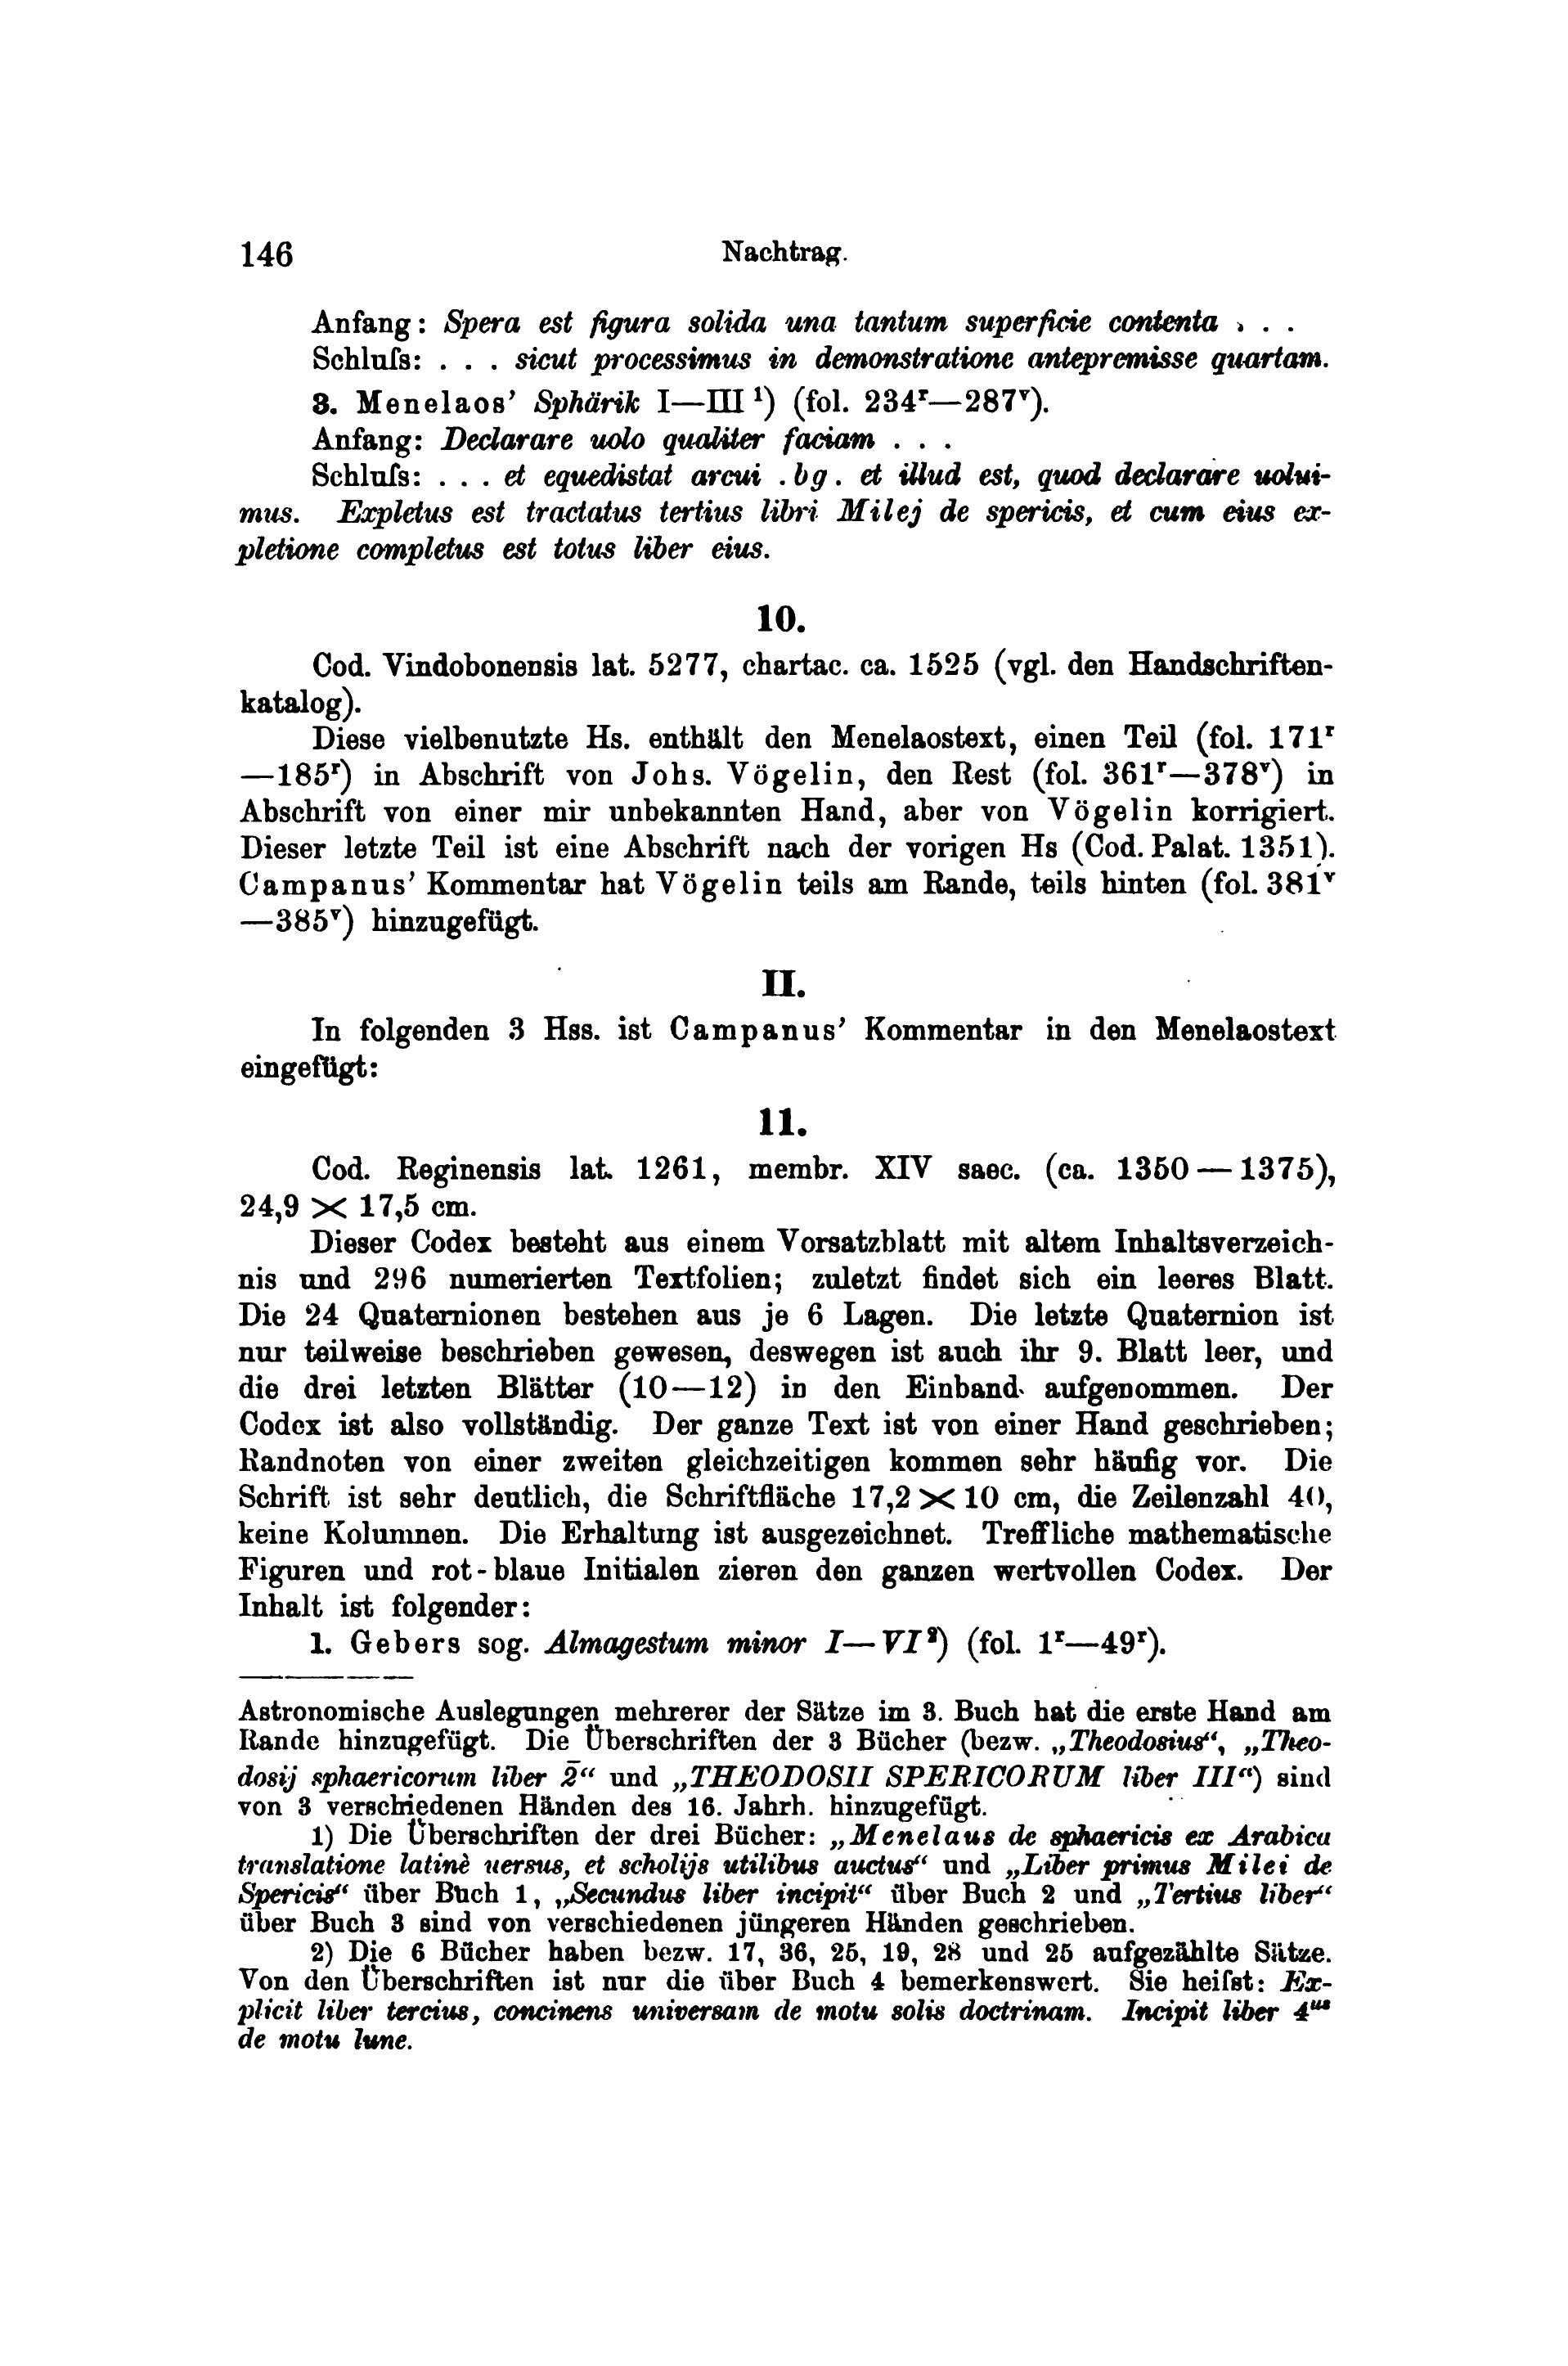 146
Nachtrag.
Anfang: Spera est figura solida una tantum superficie contenta . . .
Schluſs: . . . sicut processimus in demonstratione antepremisse quartam.
3. Menelaos’ Sphärik I—III ¹) (fol. 234ʳ—287ᵛ).
Anfang: Declarare uolo qualiter faciam . . .
Schluſs: . . . et equedistat arcui .bg. et illud est, quod declarare uolui-
mus. Expletus est tractatus tertius libri Milej de spericis, et cum eius ex-
pletione completus est totus liber eius.
10.
Cod. Vindobonensis lat. 5277, chartac. ca. 1525 (vgl. den Handschriften-
katalog).
Diese vielbenutzte Hs. enthält den Menelaostext, einen Teil (fol. 171ʳ
—185ʳ) in Abschrift von Johs. Vögelin, den Rest (fol. 361ʳ—378ᵛ) in
Abschrift von einer mir unbekannten Hand, aber von Vögelin korrigiert.
Dieser letzte Teil ist eine Abschrift nach der vorigen Hs (Cod. Palat. 1351).
Campanus’ Kommentar hat Vögelin teils am Rande, teils hinten (fol. 381ᵛ
—385ᵛ) hinzugefügt.
II.
In folgenden 3 Hss. ist Campanus’ Kommentar in den Menelaostext
eingefügt:
11.
Cod. Reginensis lat. 1261, membr. XIV saec. (ca. 1350—1375),
24,9 × 17,5 cm.
Dieser Codex besteht aus einem Vorsatzblatt mit altem Inhaltsverzeich-
nis und 296 numerierten Textfolien; zuletzt findet sich ein leeres Blatt.
Die 24 Quaternionen bestehen aus je 6 Lagen. Die letzte Quaternion ist
nur teilweise beschrieben gewesen, deswegen ist auch ihr 9. Blatt leer, und
die drei letzten Blätter (10—12) in den Einband aufgenommen. Der
Codex ist also vollständig. Der ganze Text ist von einer Hand geschrieben;
Randnoten von einer zweiten gleichzeitigen kommen sehr häufig vor. Die
Schrift ist sehr deutlich, die Schriftfläche 17,2 × 10 cm, die Zeilenzahl 40,
keine Kolumnen. Die Erhaltung ist ausgezeichnet. Treffliche mathematische
Figuren und rot-blaue Initialen zieren den ganzen wertvollen Codex. Der
Inhalt ist folgender:
1. Gebers sog. Almagestum minor I—VI²) (fol. 1ʳ—49ʳ).
Astronomische Auslegungen mehrerer der Sätze im 3. Buch hat die erste Hand am
Rande hinzugefügt. Die Überschriften der 3 Bücher (bezw. „Theodosius“, „Theo-
dosij sphaericorum liber 2̄“ und „THEODOSII SPERICORUM liber III“) sind
von 3 verschiedenen Händen des 16. Jahrh. hinzugefügt.
1) Die Überschriften der drei Bücher: „Menelaus de sphaericis ex Arabica
translatione latinè uersus, et scholijs utilibus auctus“ und „Liber primus Milei de
Spericis“ über Buch 1, „Secundus liber incipit“ über Buch 2 und „Tertius liber“
über Buch 3 sind von verschiedenen jüngeren Händen geschrieben.
2) Die 6 Bücher haben bezw. 17, 36, 25, 19, 28 und 25 aufgezählte Sätze.
Von den Überschriften ist nur die über Buch 4 bemerkenswert. Sie heiſst: Ex-
plicit liber tercius, concinens universam de motu solis doctrinam. Incipit liber 4ᵘˢ
de motu lune.